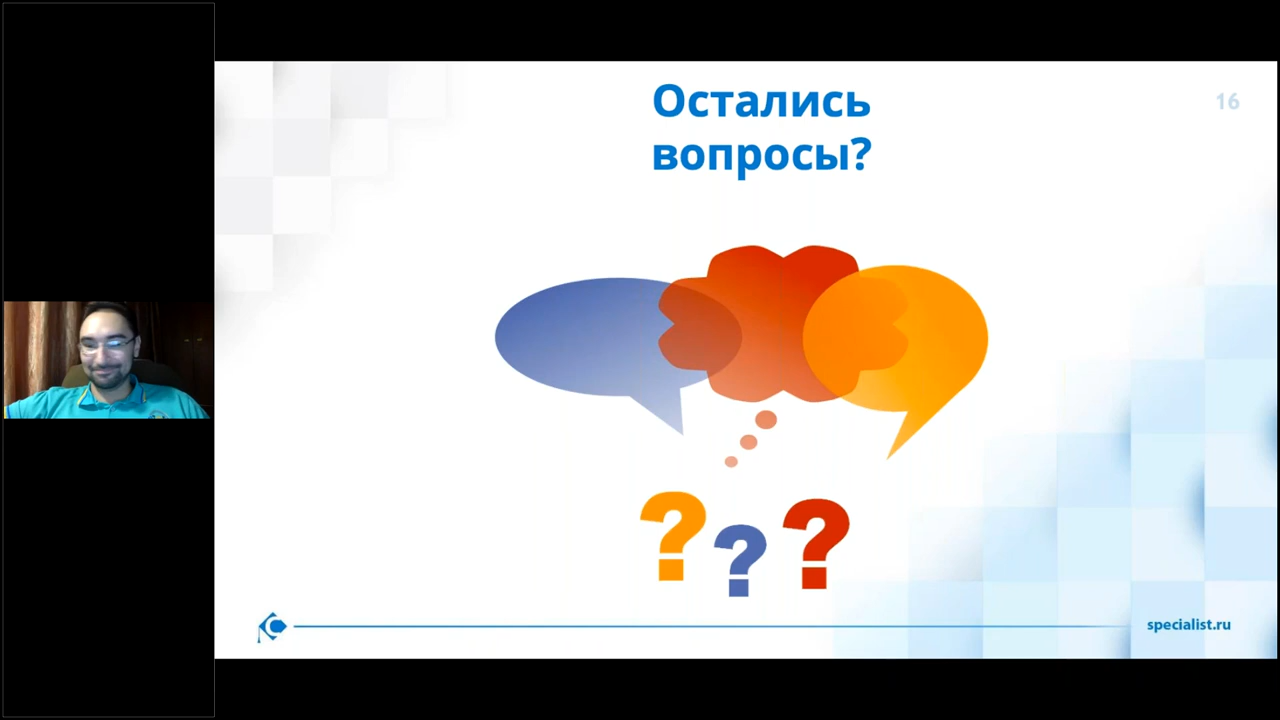 Остались
вопросы?
16
? ? ?
specialist.ru